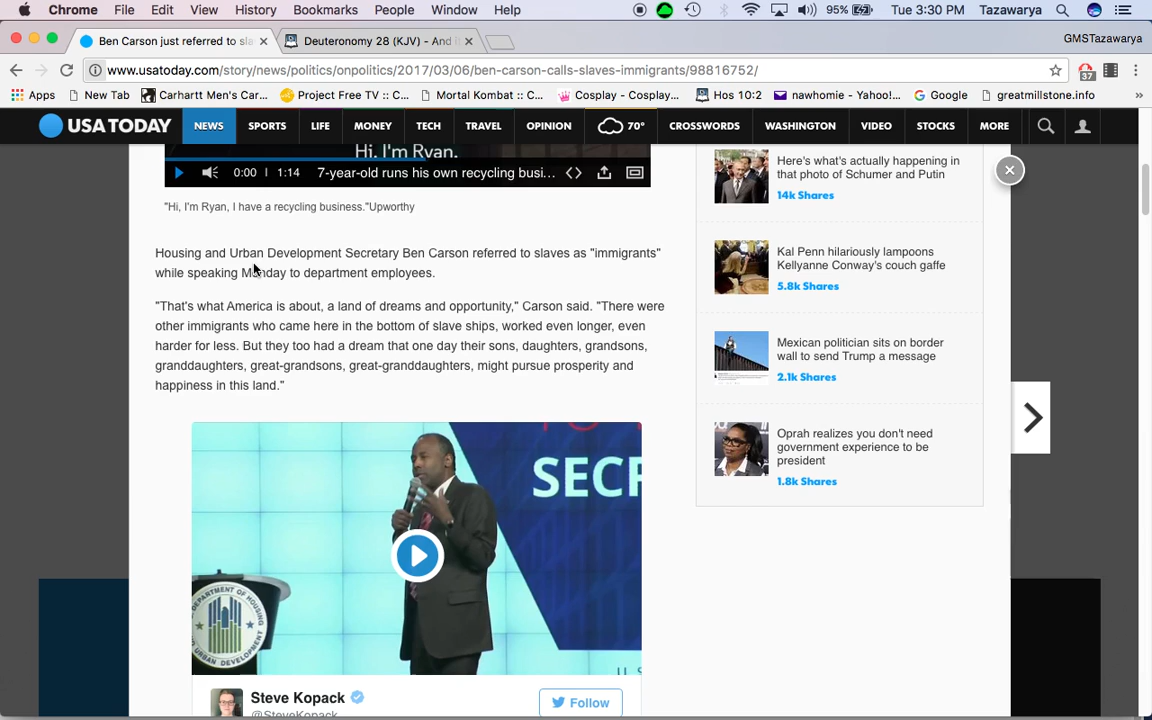 Chrome File Edit View History Bookmarks People Window Help 95% Tue 3:30 PM Tazawarya
Ben Carson just referred to sla
Deuteronomy 28 (KJV) - And i
GMSTazawarya
www.usatoday.com/story/news/politics/onpolitics/2017/03/06/ben-carson-calls-slaves-immigrants/98816752/
37
Apps New Tab Carhartt Men's Car... Project Free TV :: C... Mortal Kombat :: C... Cosplay - Cosplay... Hos 10:2 nawhomie - Yahoo!... Google greatmillstone.info »
USA TODAY NEWS SPORTS LIFE MONEY TECH TRAVEL OPINION 70° CROSSWORDS WASHINGTON VIDEO STOCKS MORE
Hi, I'm Ryan.
0:00 | 1:14 7-year-old runs his own recycling busi...
"Hi, I'm Ryan, I have a recycling business."Upworthy
Housing and Urban Development Secretary Ben Carson referred to slaves as "immigrants"
while speaking Monday to department employees.
"That's what America is about, a land of dreams and opportunity," Carson said. "There were
other immigrants who came here in the bottom of slave ships, worked even longer, even
harder for less. But they too had a dream that one day their sons, daughters, grandsons,
granddaughters, great-grandsons, great-granddaughters, might pursue prosperity and
happiness in this land."
SECR
DEPARTMENT OF HOUSING
URBAN DEVELOPMENT
U.S.
Steve Kopack
@SteveKopack
Follow
Here's what's actually happening in
that photo of Schumer and Putin
14k Shares
Kal Penn hilariously lampoons
Kellyanne Conway's couch gaffe
5.8k Shares
Mexican politician sits on border
wall to send Trump a message
2.1k Shares
Oprah realizes you don't need
government experience to be
president
1.8k Shares